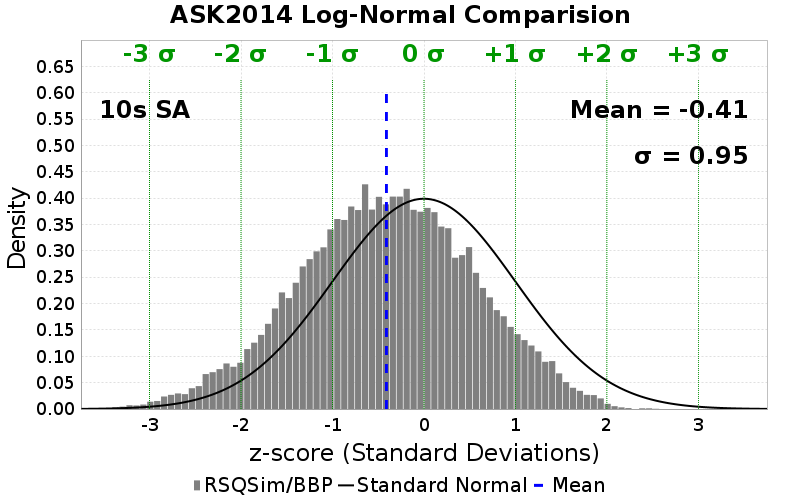 ASK2014 Log-Normal Comparision
-3 σ -2 σ -1 σ 0 σ +1 σ +2 σ +3 σ
10s SA
Mean = -0.41
σ = 0.95
Density
0.65
0.60
0.55
0.50
0.45
0.40
0.35
0.30
0.25
0.20
0.15
0.10
0.05
0.00
-3 -2 -1 0 1 2 3
z-score (Standard Deviations)
RSQSim/BBP Standard Normal Mean